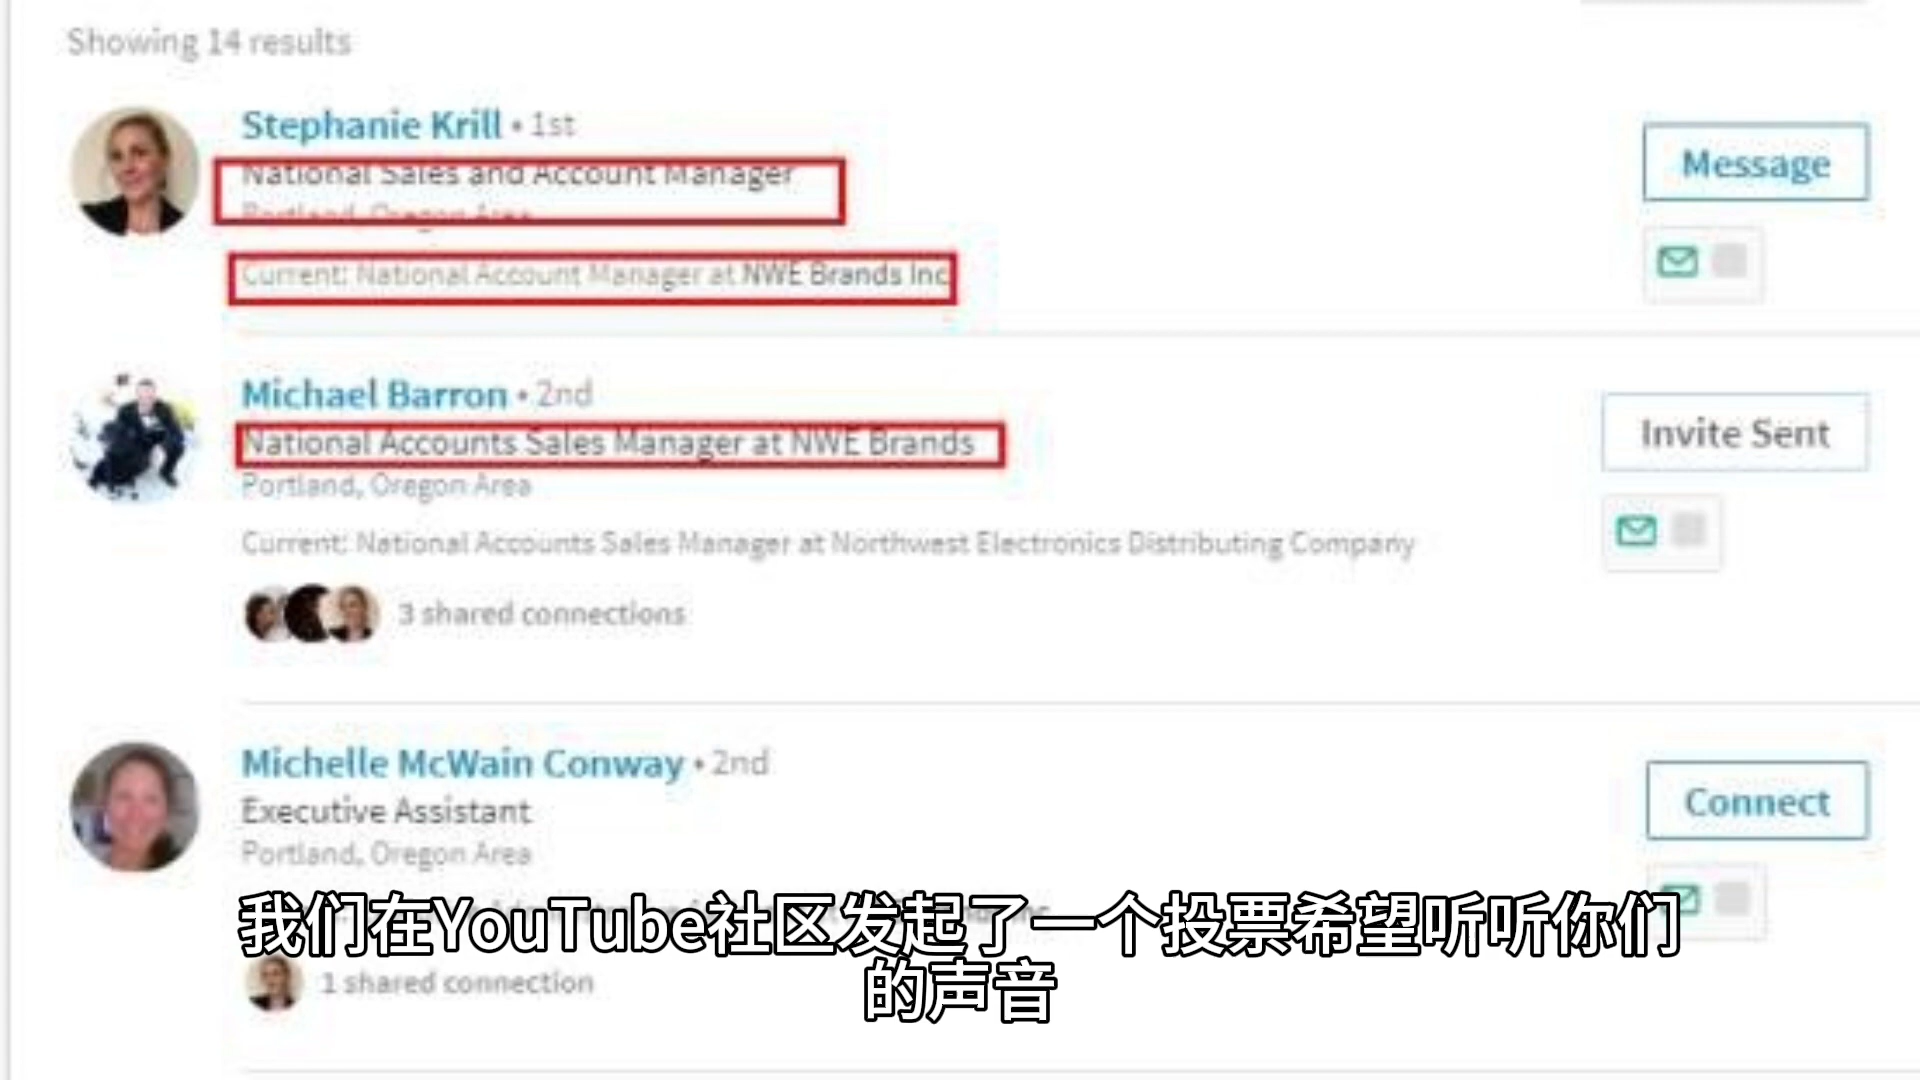 Showing 14 results
Stephanie Krill • 1st
National Sales and Account Manager
Portland, Oregon Area
Message
Current: National Account Manager at NWE Brands Inc
Michael Barron • 2nd
National Accounts Sales Manager at NWE Brands
Portland, Oregon Area
Invite Sent
Current: National Accounts Sales Manager at Northwest Electronics Distributing Company
3 shared connections
Michelle McWain Conway • 2nd
Executive Assistant
Portland, Oregon Area
Connect
我们在YouTube社区发起了一个投票希望听听你们
的声音
1 shared connection